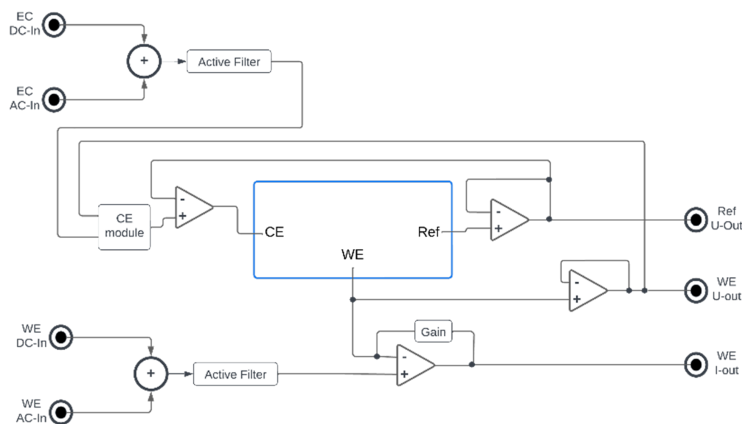 EC
DC-In
+
Active Filter
EC
AC-In
-
+
CE
module
CE
Ref
WE
-
+
Ref
U-Out
-
+
WE
U-out
WE
DC-In
Gain
-
+
WE
I-out
+
Active Filter
WE
AC-In